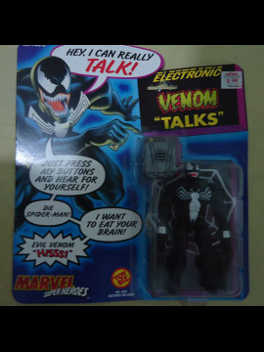 HEY, I CAN REALLY
TALK!
ELECTRONIC
VENOM
"TALKS"
JUST PRESS
MY BUTTONS
AND HEAR FOR
YOURSELF!
DIE
SPIDER-MAN!
I WANT
TO EAT YOUR
BRAIN!
EVIL VENOM
"HISSS!"
MARVEL
SUPER HEROES